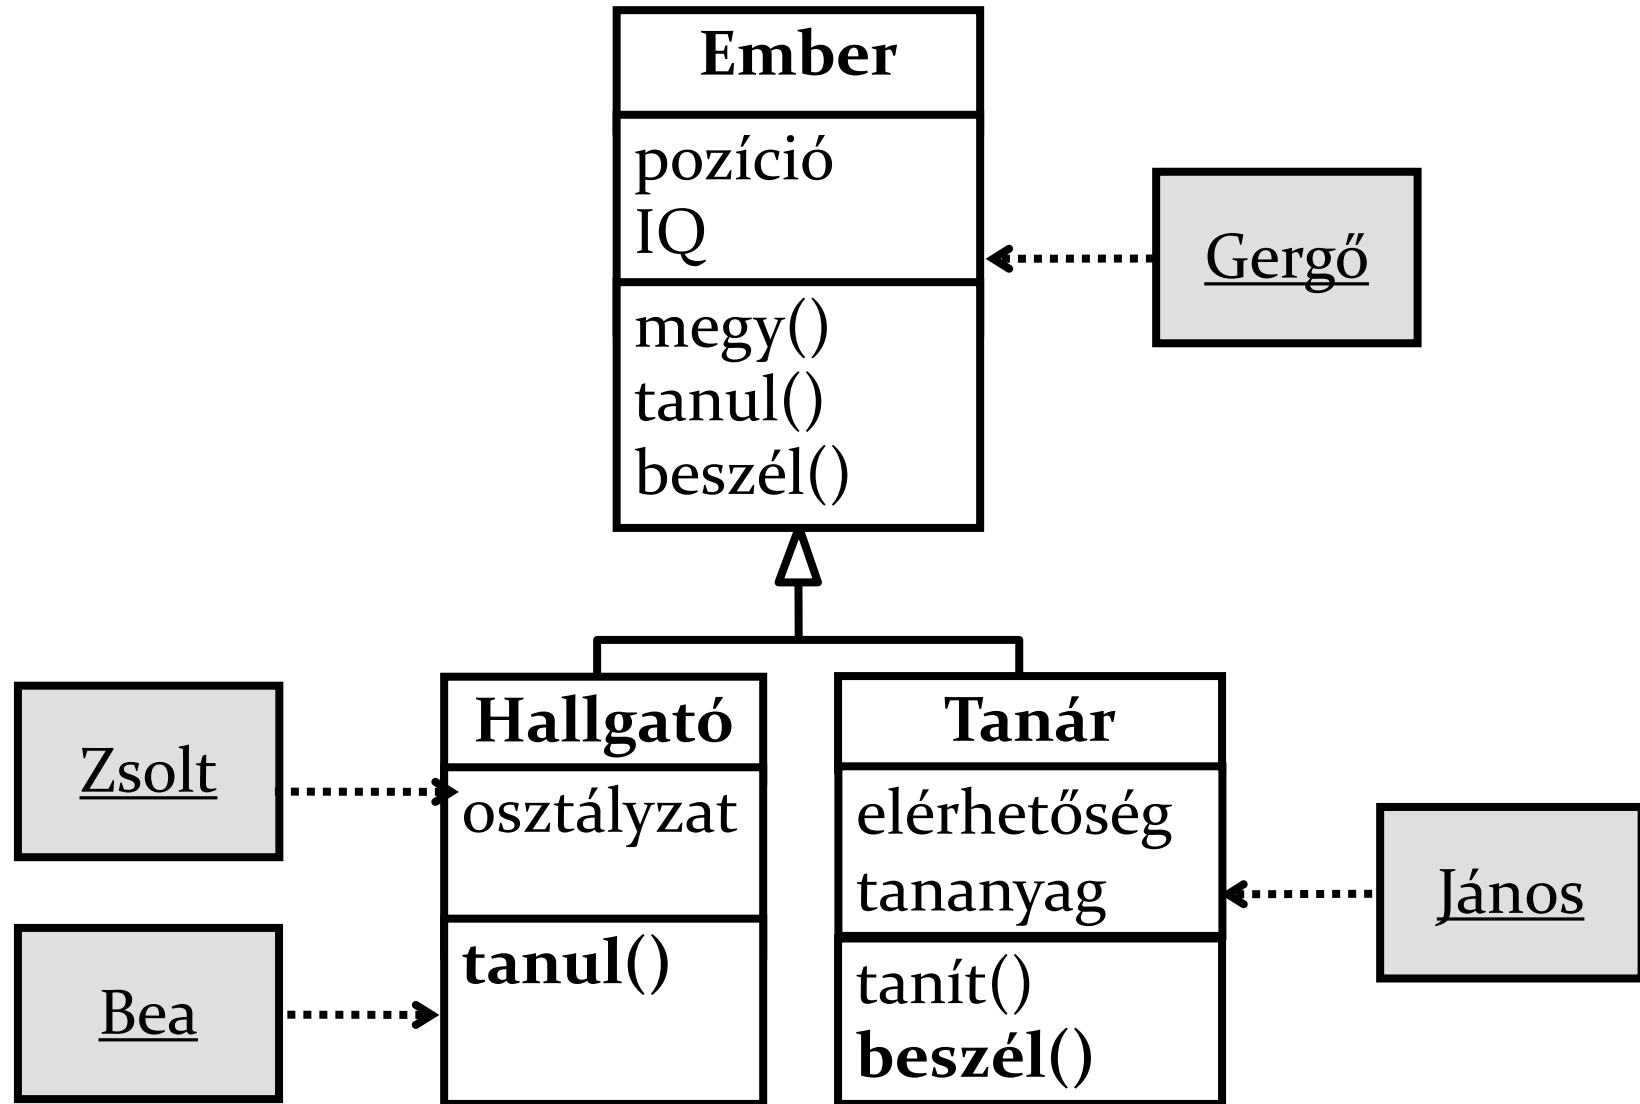 Ember
pozíció
IQ
megy()
tanul()
beszél()
Gergő
Zsolt
Bea
Hallgató
osztályzat
tanul()
Tanár
elérhetőség
tananyag
tanít()
beszél()
János